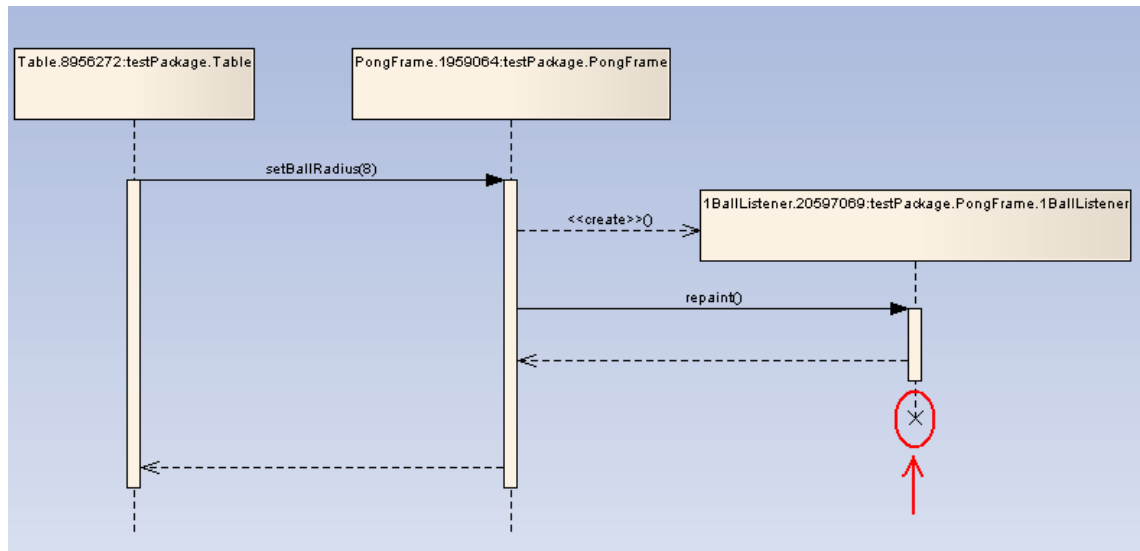 Table.8956272:testPackage.Table
PongFrame.1959064:testPackage.PongFrame
setBallRadius(8)
1BallListener.20597069:testPackage.PongFrame.1BallListener
<<create>>()
repaint()